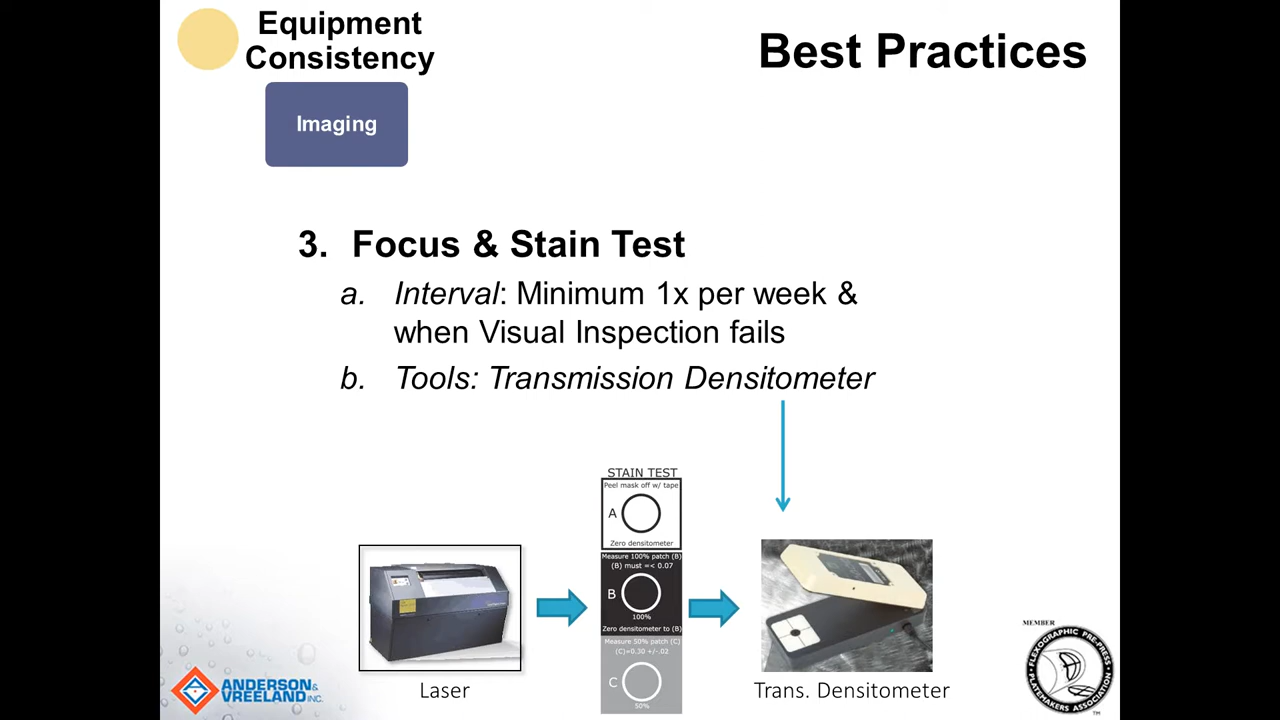 Equipment
Consistency
Best Practices
Imaging
3. Focus & Stain Test
a. Interval: Minimum 1x per week &
when Visual Inspection fails
b. Tools: Transmission Densitometer
STAIN TEST
Peel mask off w/ tape
A
Zero densitometer
Measure 100% patch (B)
(B) must =< 0.07
B
100%
Zero densitometer to (B)
Measure 50% patch (C)
(C)=0.30 +/-.02
C
50%
Laser
Trans. Densitometer
ANDERSON &
VREELAND INC.
MEMBER
FLEXOGRAPHIC PREPRESS
PLATEMAKERS ASSOCIATION
TM